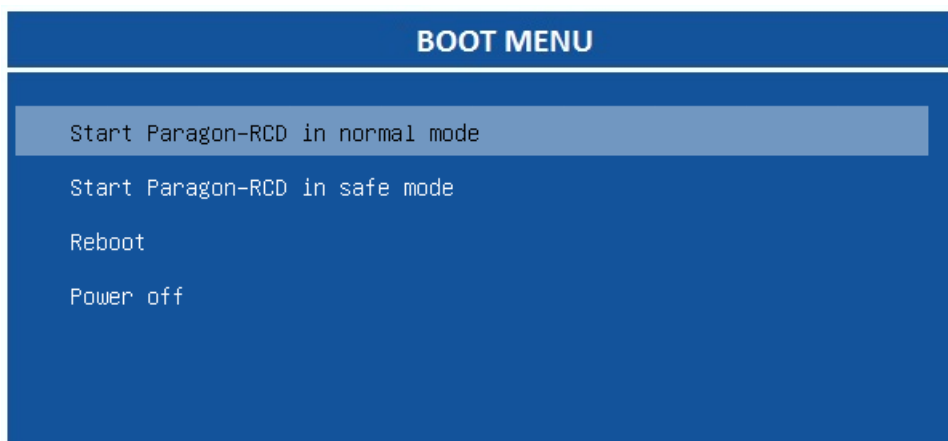 BOOT MENU
Start Paragon-RCD in normal mode
Start Paragon-RCD in safe mode
Reboot
Power off